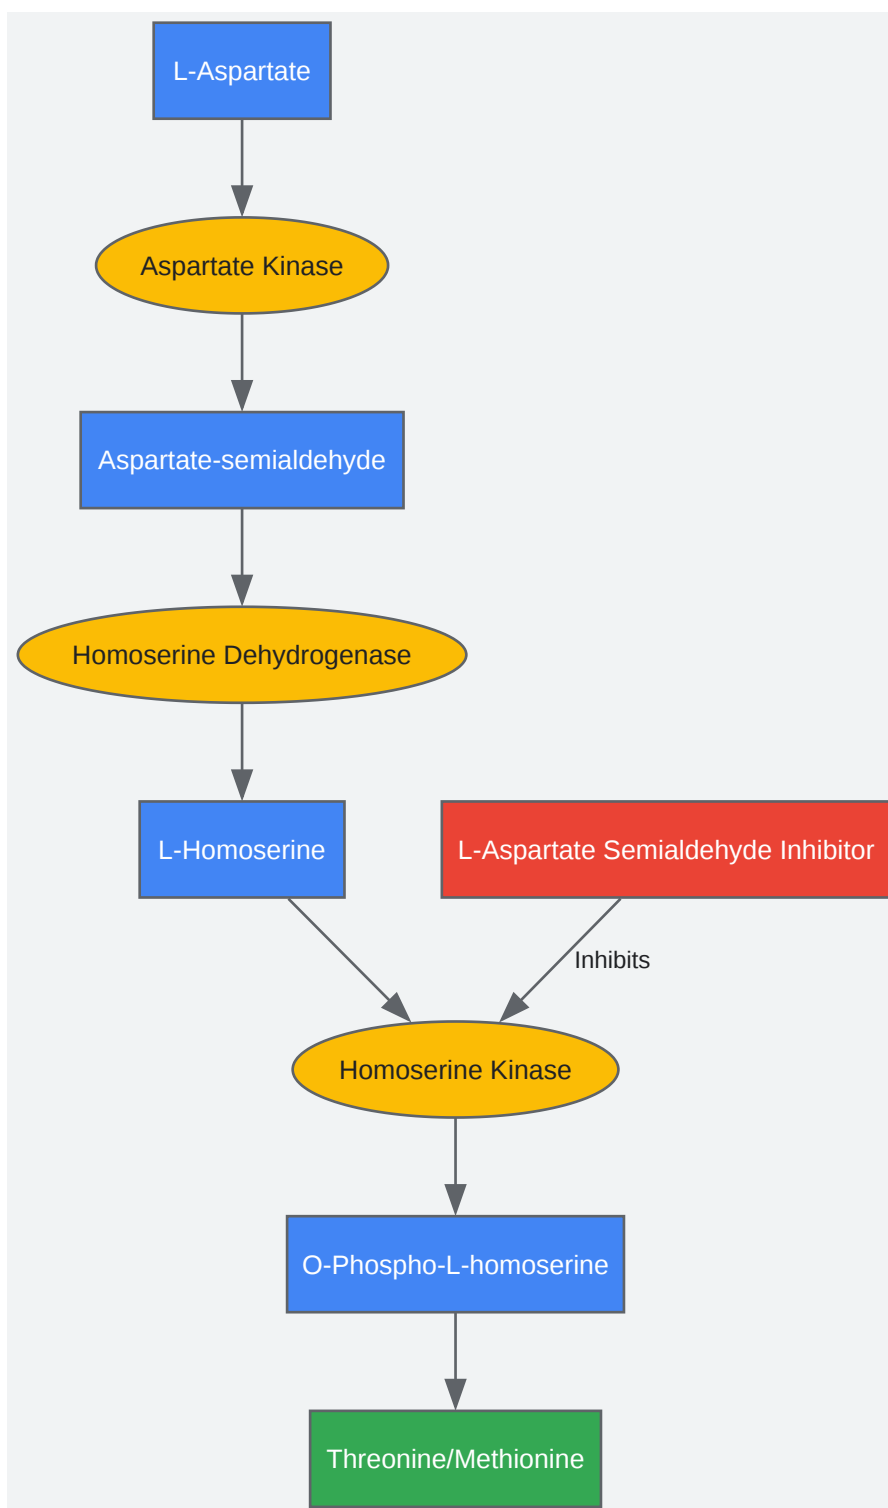 L-Aspartate
Aspartate Kinase
Aspartate-semialdehyde
Homoserine Dehydrogenase
L-Homoserine
L-Aspartate Semialdehyde Inhibitor
Inhibits
Homoserine Kinase
O-Phospho-L-homoserine
Threonine/Methionine